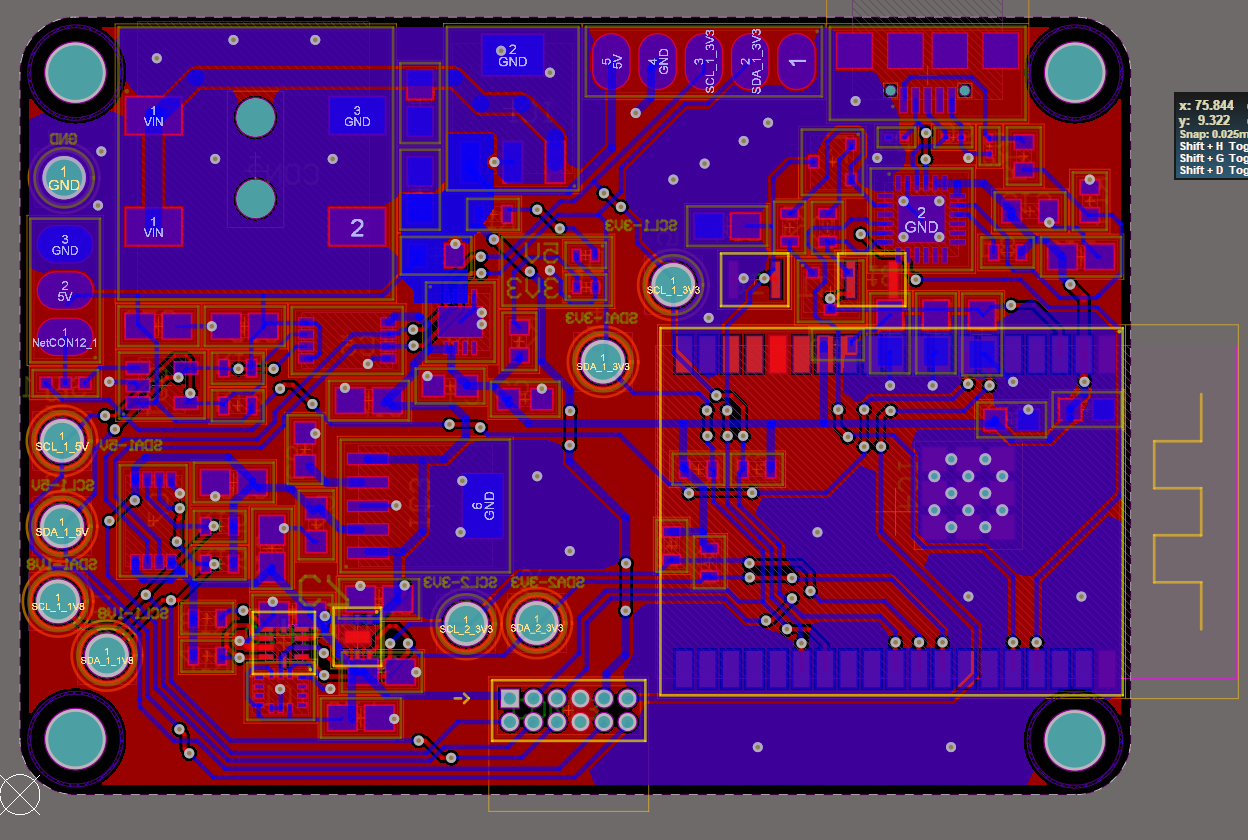 2
GND
5
5V
4
GND
3
SCL_1_3V3
2
SDA_1_3V3
1
x: 75.844
y: 9.322
Snap: 0.025m
Shift + H Tog
Shift + G Tog
Shift + D Tog
1
VIN
3
GND
GND
1
GND
1
VIN
2
2
GND
SCL1-3V3
3
GND
5V
3V3
2
5V
1
SCL_1_3V3
SDA1-3V3
1
NetCON12_1
1
SDA_1_3V3
1
SCL_1_5V
SDA1-5V
SCL1-5V
6
GND
1
SDA_1_5V
SDA1-1V8
SCL2-3V3
SDA2-3V3
1
SCL_1_1V8
SCL1-1V8
1
SCL_2_3V3
1
SDA_2_3V3
1
SDA_1_1V8